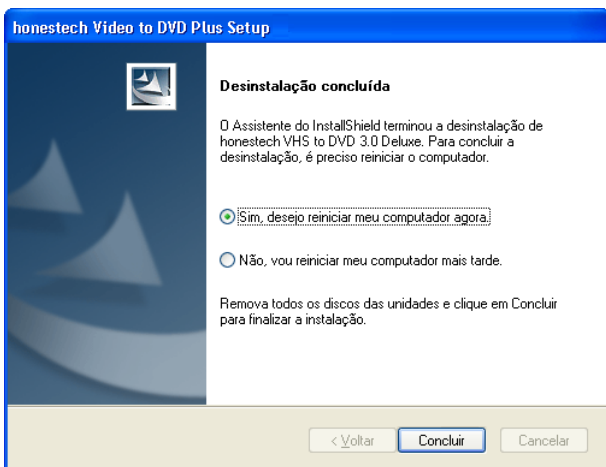 honestech Video to DVD Plus Setup
Desinstalação concluída
O Assistente do InstallShield terminou a desinstalação de
honestech VHS to DVD 3.0 Deluxe. Para concluir a
desinstalação, é preciso reiniciar o computador.
Sim, desejo reiniciar meu computador agora.
Não, vou reiniciar meu computador mais tarde.
Remova todos os discos das unidades e clique em Concluir
para finalizar a instalação.
< Voltar Concluir Cancelar